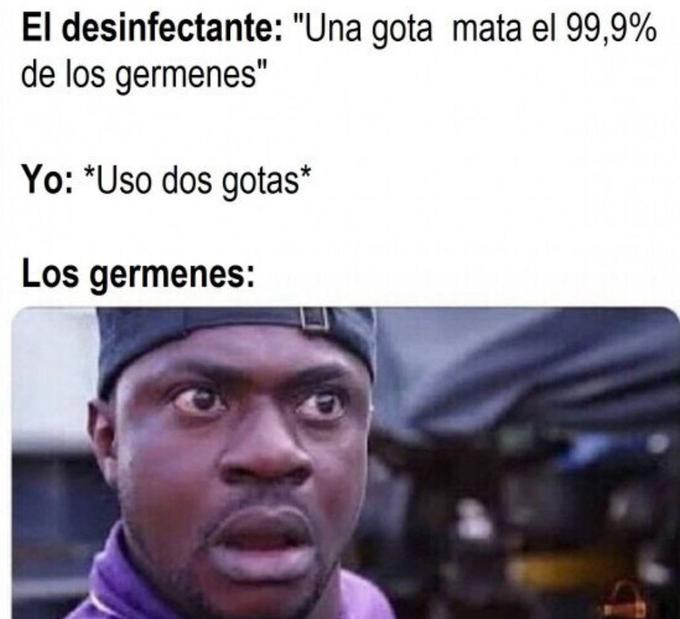 El desinfectante: "Una gota mata el 99,9%
de los germenes"
Yo: *Uso dos gotas*
Los germenes: